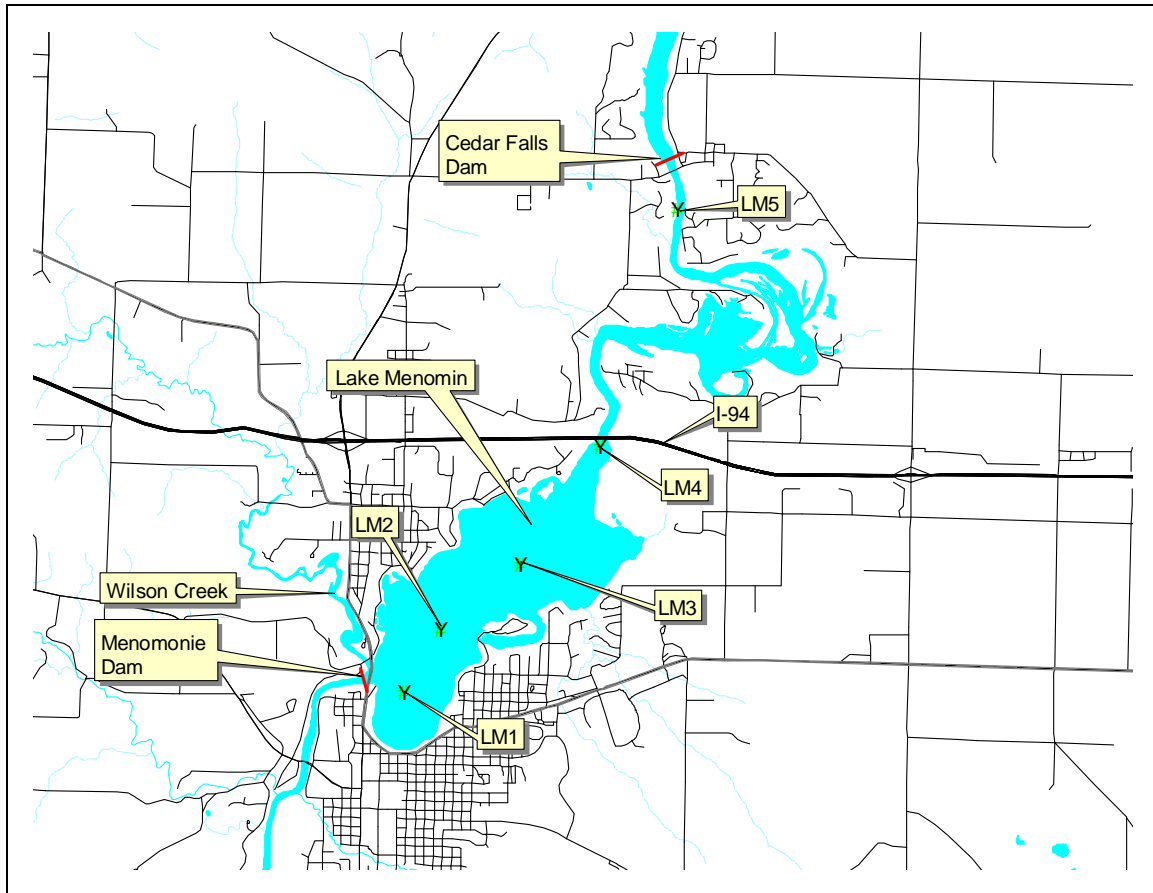 Cedar Falls
Dam
LM5
Lake Menomin
I-94
LM4
LM2
Wilson Creek
LM3
Menomonie
Dam
LM1
Y
Y
Y
Y
Y